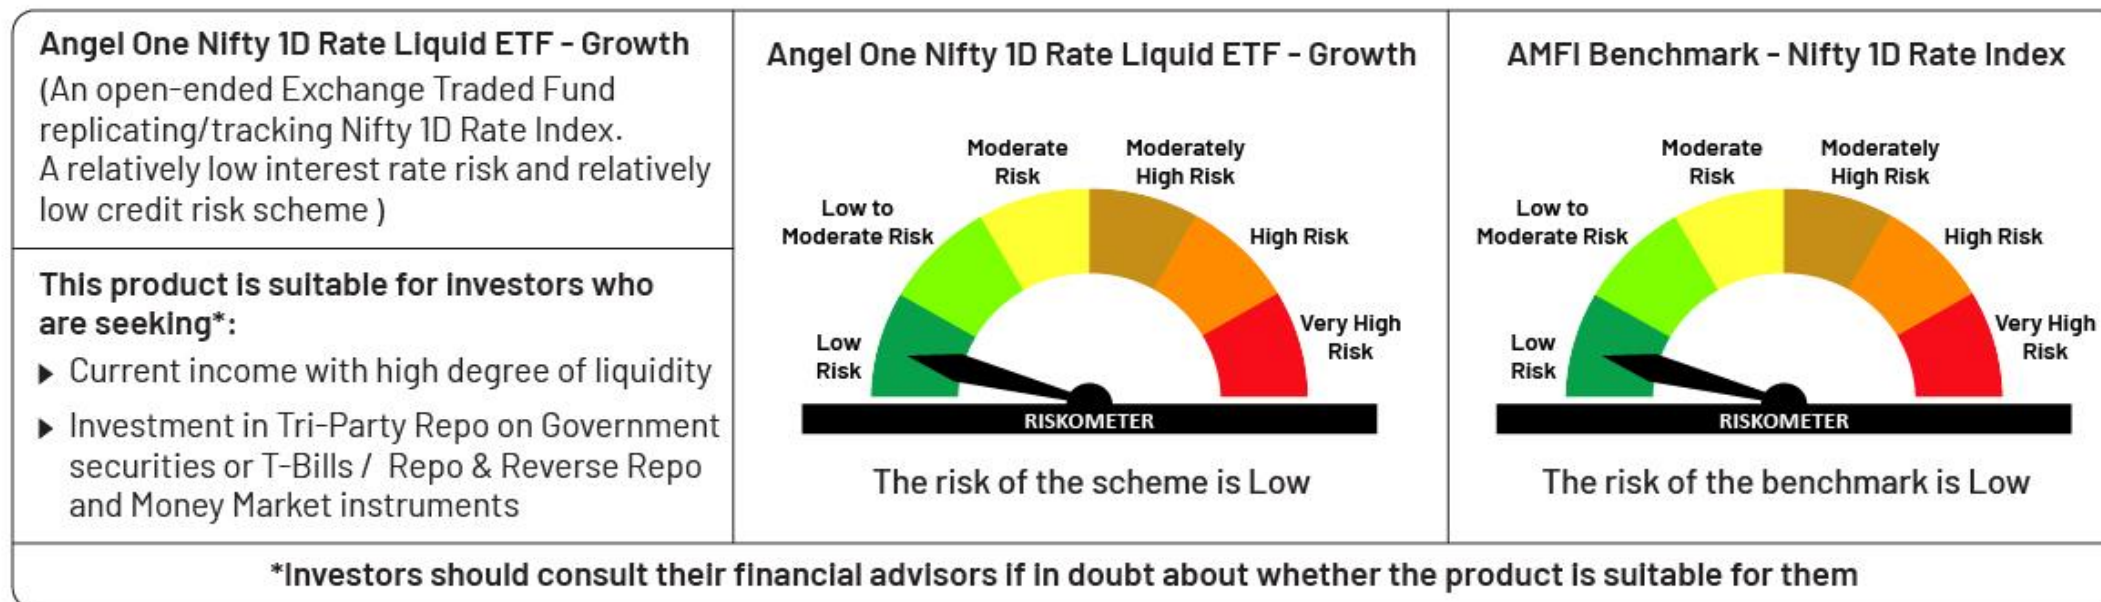 Angel One Nifty 1D Rate Liquid ETF - Growth
(An open-ended Exchange Traded Fund
replicating/tracking Nifty 1D Rate Index.
A relatively low interest rate risk and relatively
low credit risk scheme )
This product is suitable for investors who
are seeking*:
Current income with high degree of liquidity
Investment in Tri-Party Repo on Government
securities or T-Bills / Repo & Reverse Repo
and Money Market instruments
Angel One Nifty 1D Rate Liquid ETF - Growth
Low
Risk
Low to
Moderate Risk
Moderate
Risk
Moderately
High Risk
High Risk
Very High
Risk
RISKOMETER
The risk of the scheme is Low
AMFI Benchmark - Nifty 1D Rate Index
Low
Risk
Low to
Moderate Risk
Moderate
Risk
Moderately
High Risk
High Risk
Very High
Risk
RISKOMETER
The risk of the benchmark is Low
*Investors should consult their financial advisors if in doubt about whether the product is suitable for them